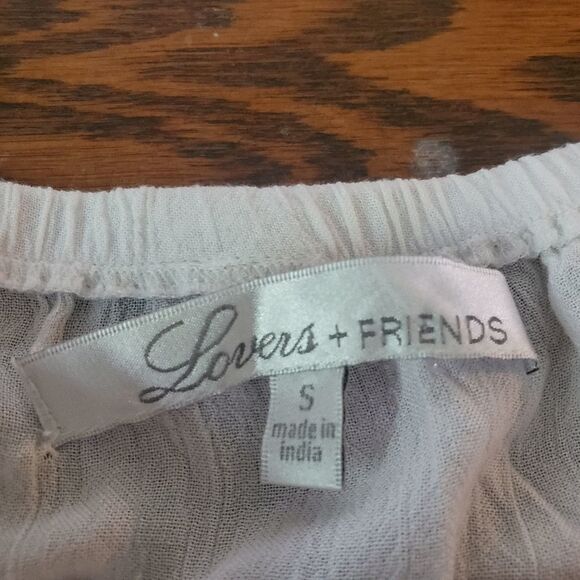 Lovers + FRIENDS
S
made in
india